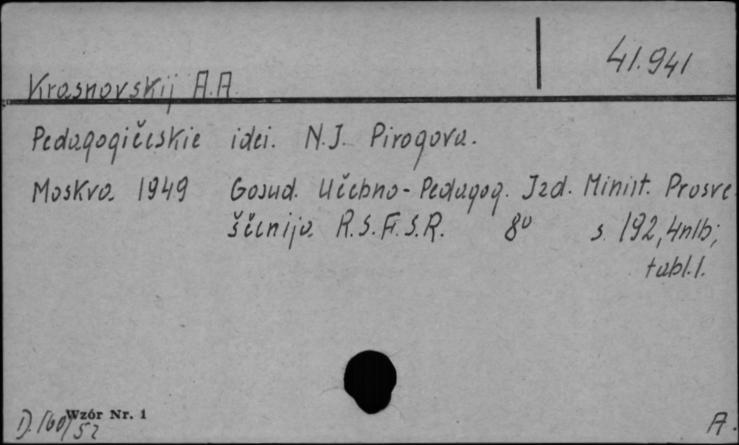 41.941
Krasnovskij A.A.
Pedagogičeskie idei. N.J. Pirogova.
Moskva 1949 Gosud. Učebno-Pedagog. Izd. Minist. Prosve
ščenija R.S.F.S.R. 8° s. 192, 4nlb;
tabl. 1.
Wzór Nr. 1
D. 160/52
A.